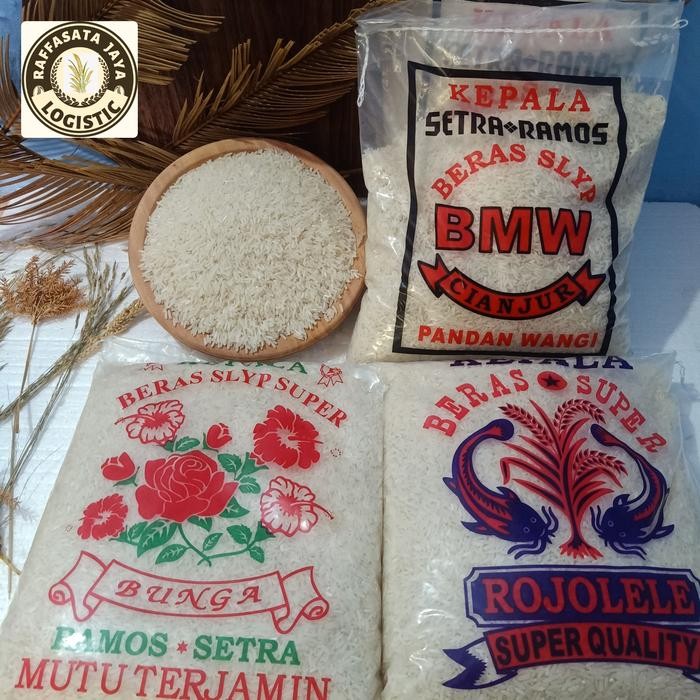 RAFFASATA JAYA
LOGISTIC
KEPALA
SETRA RAMOS
BERAS SLYP
BMW
CIANJUR
PANDAN WANGI
BERAS SLYP SUPER
BUNGA
RAMOS * SETRA
MUTU TERJAMIN
KEPALA
BERAS SUPER
ROJOLELE
SUPER QUALITY